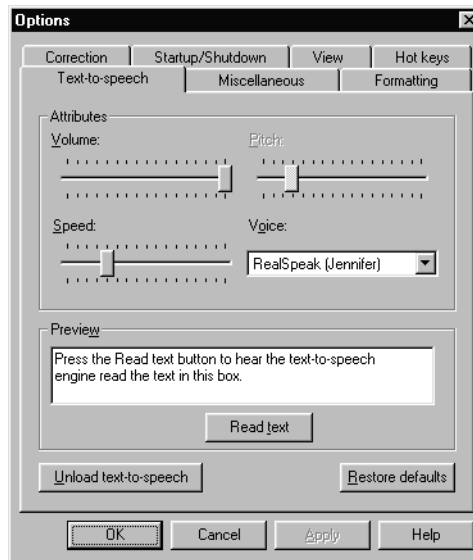 Options
Correction Startup/Shutdown View Hot keys
Text-to-speech Miscellaneous Formatting
Attributes
Volume: Pitch:
Speed: Voice:
RealSpeak (Jennifer)
Preview
Press the Read text button to hear the text-to-speech
engine read the text in this box.
Read text
Unload text-to-speech Restore defaults
OK Cancel Apply Help